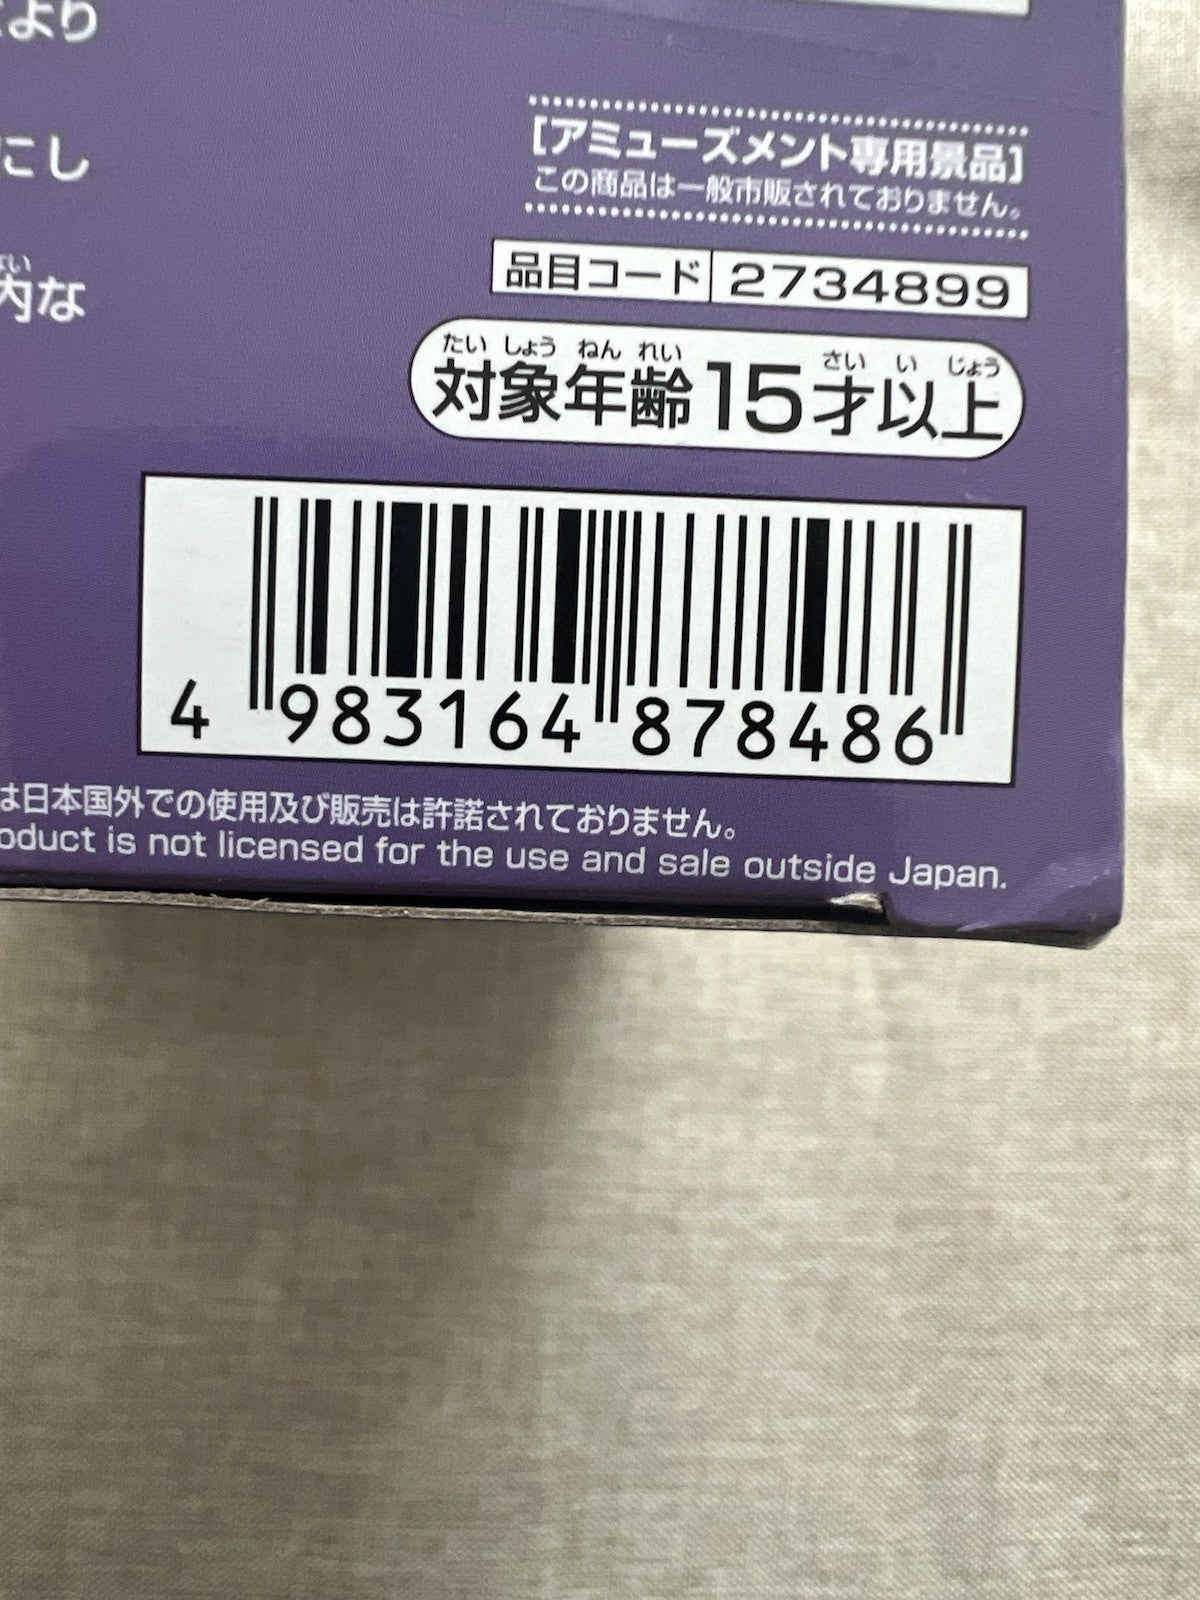 より
にし
内な
[アミューズメント専用景品]
この商品は一般市販されておりません。
品目コード 2734899
たい しょう ねん れい さい い じょう
対象年齢15才以上
4 983164 878486
は日本国外での使用及び販売は許諾されておりません。
oduct is not licensed for the use and sale outside Japan.